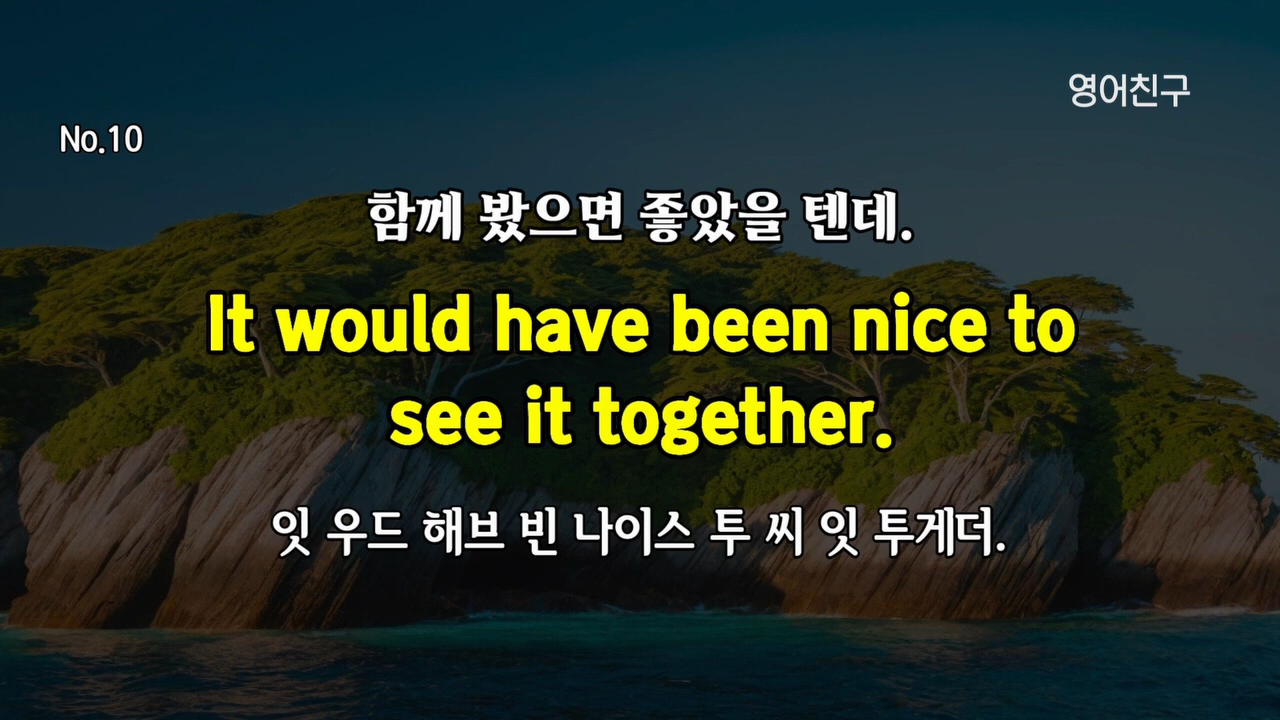 영어친구
No.10
함께 봤으면 좋았을 텐데.
It would have been nice to
see it together.
잇 우드 해브 빈 나이스 투 씨 잇 투게더.